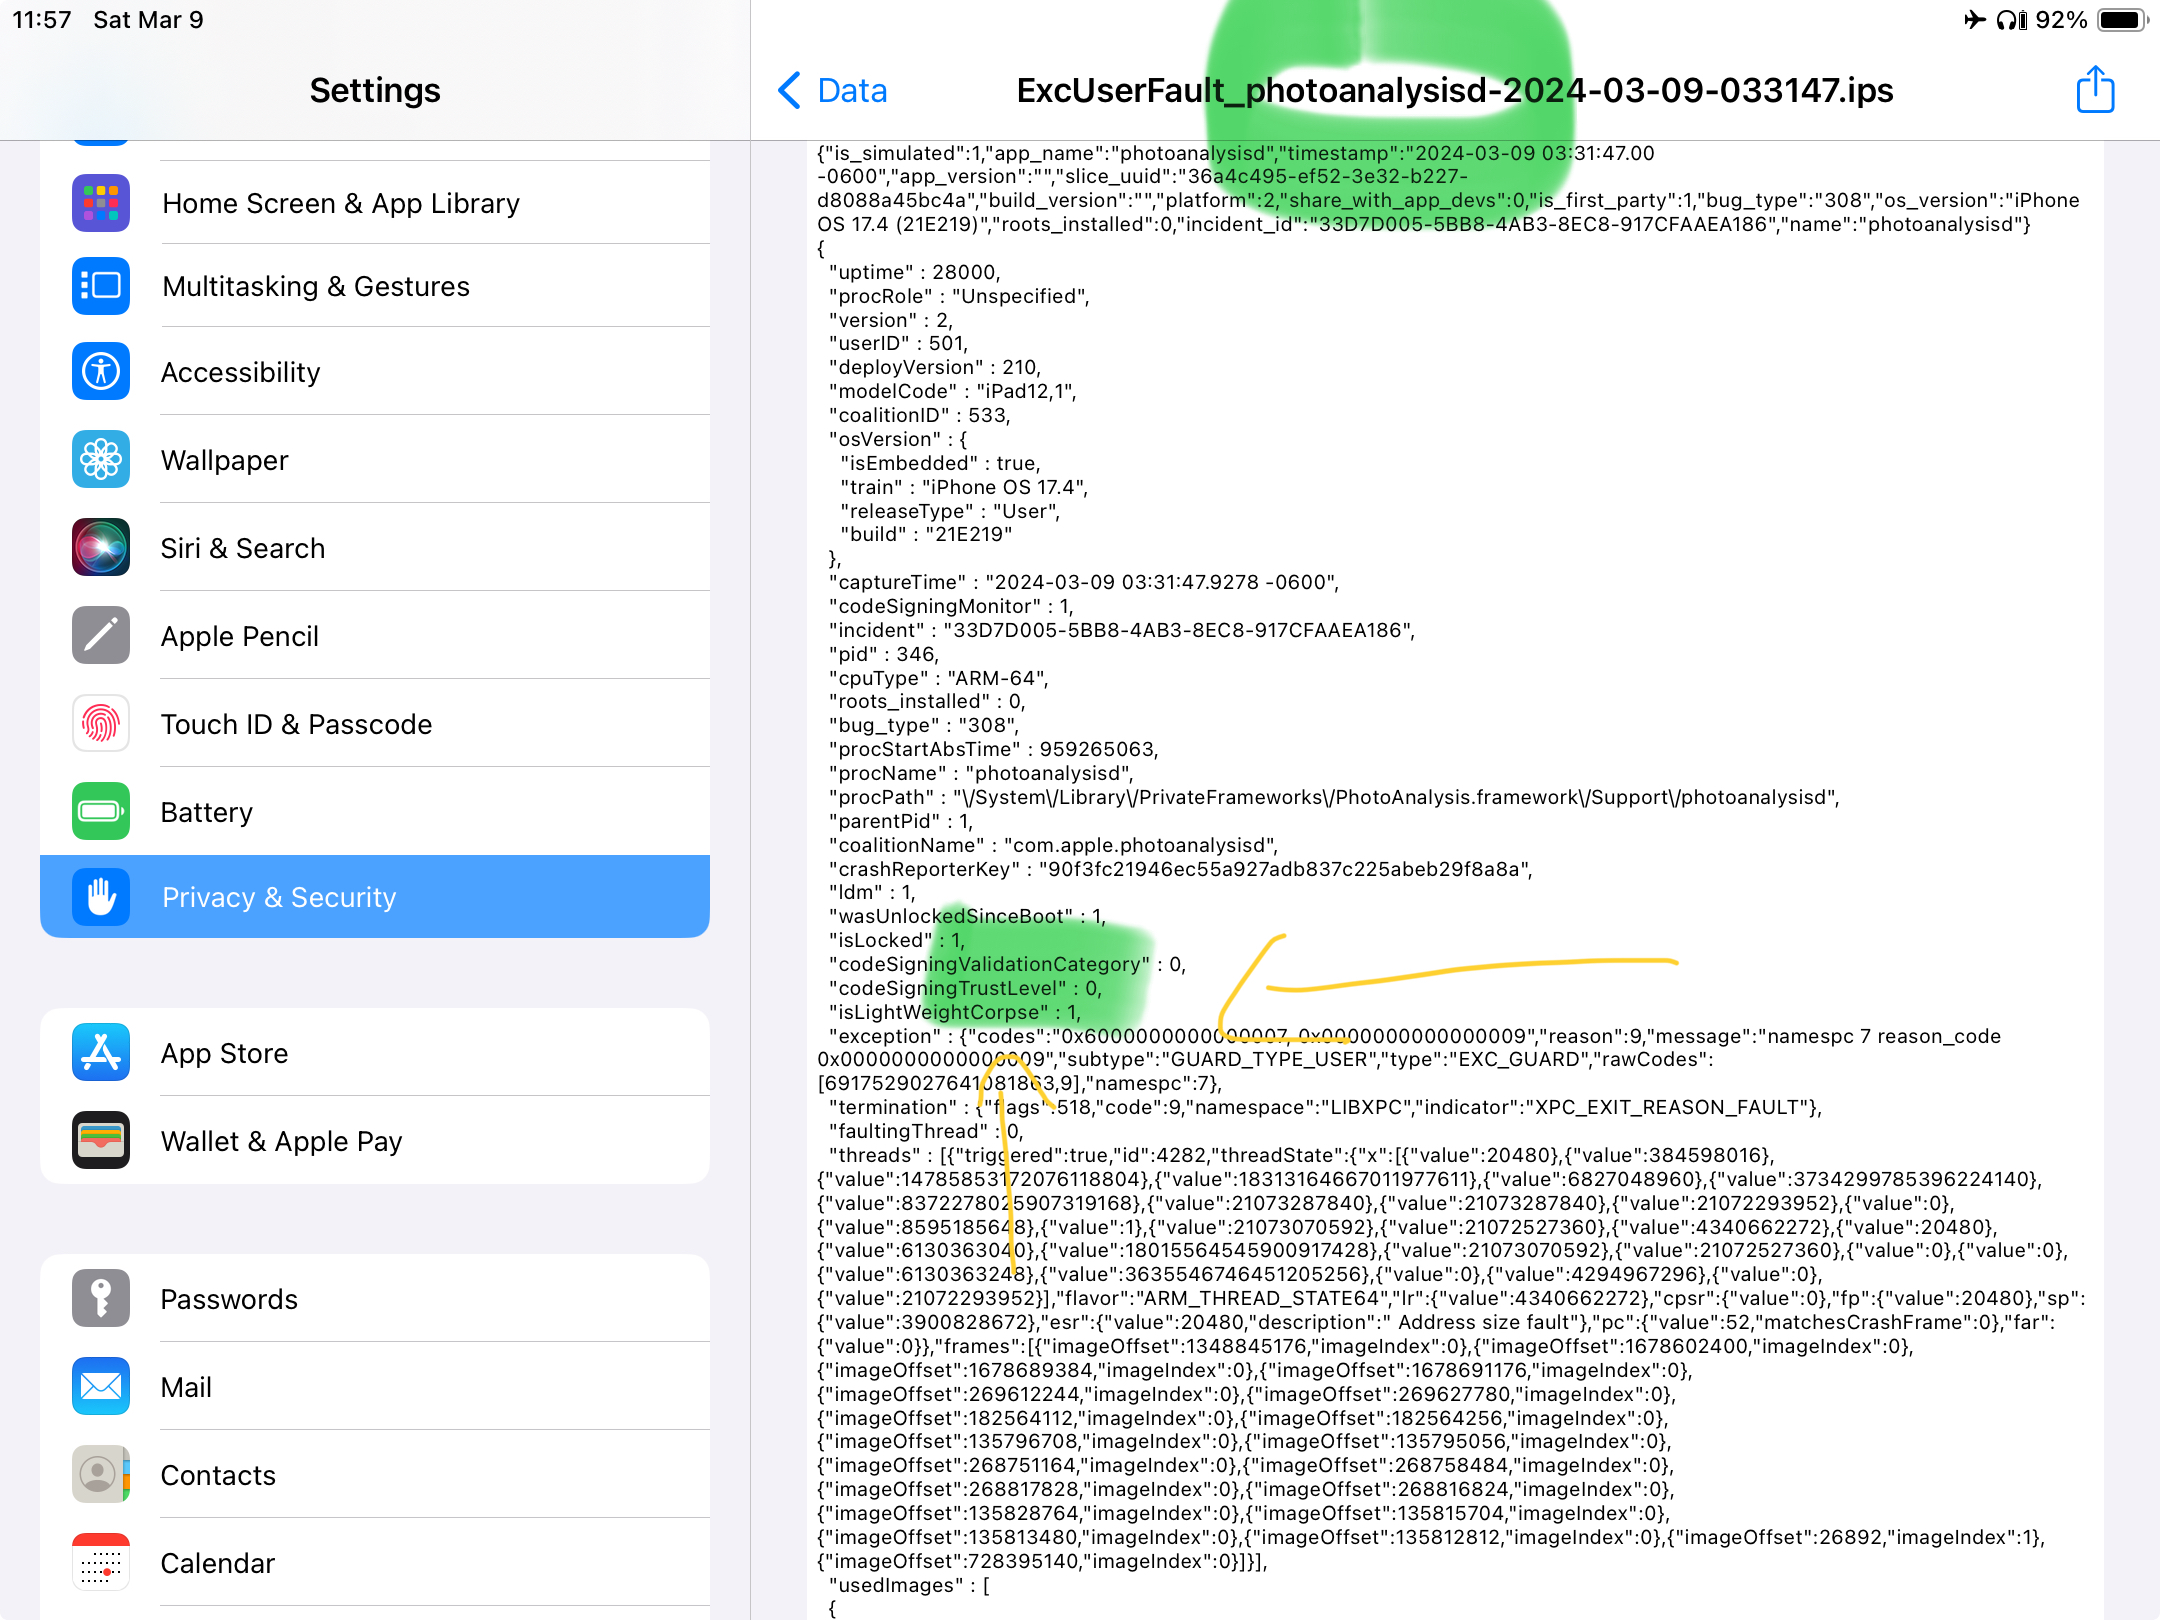 11:57 Sat Mar 9
92%
Settings
Home Screen & App Library
Multitasking & Gestures
Accessibility
Wallpaper
Siri & Search
Apple Pencil
Touch ID & Passcode
Battery
Privacy & Security
App Store
Wallet & Apple Pay
Passwords
Mail
Contacts
Calendar
Data
ExcUserFault_photoanalysisd-2024-03-09-033147.ips
{"is_simulated":1,"app_name":"photoanalysisd","timestamp":"2024-03-09 03:31:47.00
-0600","app_version":"","slice_uuid":"36a4c495-ef52-3e32-b227-
d8088a45bc4a","build_version":"","platform":2,"share_with_app_devs":0,"is_first_party":1,"bug_type":"308","os_version":"iPhone
OS 17.4 (21E219)","roots_installed":0,"incident_id":"33D7D005-5BB8-4AB3-8EC8-917CFAAEA186","name":"photoanalysisd"}
{
"uptime" : 28000,
"procRole" : "Unspecified",
"version" : 2,
"userID" : 501,
"deployVersion" : 210,
"modelCode" : "iPad12,1",
"coalitionID" : 533,
"osVersion" : {
"isEmbedded" : true,
"train" : "iPhone OS 17.4",
"releaseType" : "User",
"build" : "21E219"
},
"captureTime" : "2024-03-09 03:31:47.9278 -0600",
"codeSigningMonitor" : 1,
"incident" : "33D7D005-5BB8-4AB3-8EC8-917CFAAEA186",
"pid" : 346,
"cpuType" : "ARM-64",
"roots_installed" : 0,
"bug_type" : "308",
"procStartAbsTime" : 959265063,
"procName" : "photoanalysisd",
"procPath" : "\/System\/Library\/PrivateFrameworks\/PhotoAnalysis.framework\/Support\/photoanalysisd",
"parentPid" : 1,
"coalitionName" : "com.apple.photoanalysisd",
"crashReporterKey" : "90f3fc21946ec55a927adb837c225abeb29f8a8a",
"ldm" : 1,
"wasUnlockedSinceBoot" : 1,
"isLocked" : 1,
"codeSigningValidationCategory" : 0,
"codeSigningTrustLevel" : 0,
"isLightWeightCorpse" : 1,
"exception" : {"codes":"0x6000000000000007, 0x0000000000000009","reason":9,"message":"namespc 7 reason_code
0x0000000000000009","subtype":"GUARD_TYPE_USER","type":"EXC_GUARD","rawCodes":
[6917529027641081863,9],"namespc":7},
"termination" : {"flags":518,"code":9,"namespace":"LIBXPC","indicator":"XPC_EXIT_REASON_FAULT"},
"faultingThread" : 0,
"threads" : [{"triggered":true,"id":4282,"threadState":{"x":[{"value":20480},{"value":384598016},
{"value":14785853172076118804},{"value":18313164667011977611},{"value":6827048960},{"value":3734299785396224140},
{"value":8372278025907319168},{"value":21073287840},{"value":21073287840},{"value":21072293952},{"value":0},
{"value":8595185648},{"value":1},{"value":21073070592},{"value":21072527360},{"value":4340662272},{"value":20480},
{"value":6130363040},{"value":18015564545900917428},{"value":21073070592},{"value":21072527360},{"value":0},{"value":0},
{"value":6130363248},{"value":3635546746451205256},{"value":0},{"value":4294967296},{"value":0},
{"value":21072293952}],"flavor":"ARM_THREAD_STATE64","lr":{"value":4340662272},"cpsr":{"value":0},"fp":{"value":20480},"sp":
{"value":3900828672},"esr":{"value":20480,"description":" Address size fault"},"pc":{"value":52,"matchesCrashFrame":0},"far":
{"value":0}},"frames":[{"imageOffset":1348845176,"imageIndex":0},{"imageOffset":1678602400,"imageIndex":0},
{"imageOffset":1678689384,"imageIndex":0},{"imageOffset":1678691176,"imageIndex":0},
{"imageOffset":269612244,"imageIndex":0},{"imageOffset":269627780,"imageIndex":0},
{"imageOffset":182564112,"imageIndex":0},{"imageOffset":182564256,"imageIndex":0},
{"imageOffset":135796708,"imageIndex":0},{"imageOffset":135795056,"imageIndex":0},
{"imageOffset":268751164,"imageIndex":0},{"imageOffset":268758484,"imageIndex":0},
{"imageOffset":268817828,"imageIndex":0},{"imageOffset":268816824,"imageIndex":0},
{"imageOffset":135828764,"imageIndex":0},{"imageOffset":135815704,"imageIndex":0},
{"imageOffset":135813480,"imageIndex":0},{"imageOffset":135812812,"imageIndex":0},{"imageOffset":26892,"imageIndex":1},
{"imageOffset":728395140,"imageIndex":0}]}],
"usedImages" : [
{